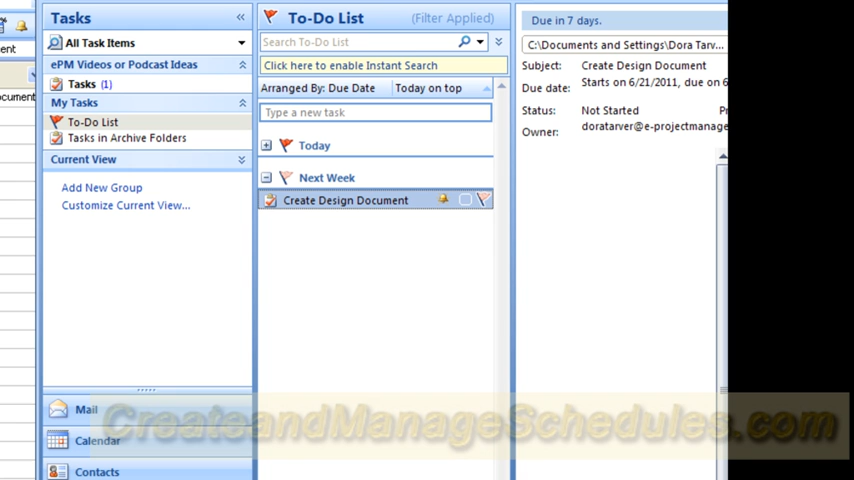 ent
ocument
Tasks
All Task Items
ePM Videos or Podcast Ideas
Tasks (1)
My Tasks
To-Do List
Tasks in Archive Folders
Current View
Add New Group
Customize Current View...
Mail
Calendar
Contacts
To-Do List (Filter Applied)
Search To-Do List
Click here to enable Instant Search
Arranged By: Due Date Today on top
Type a new task
Today
Next Week
Create Design Document
Due in 7 days.
C:\Documents and Settings\Dora Tarv...
Subject: Create Design Document
Due date: Starts on 6/21/2011, due on 6
Status: Not Started Pr
Owner: doratarver@e-projectmanage
CreateandManageSchedules.com